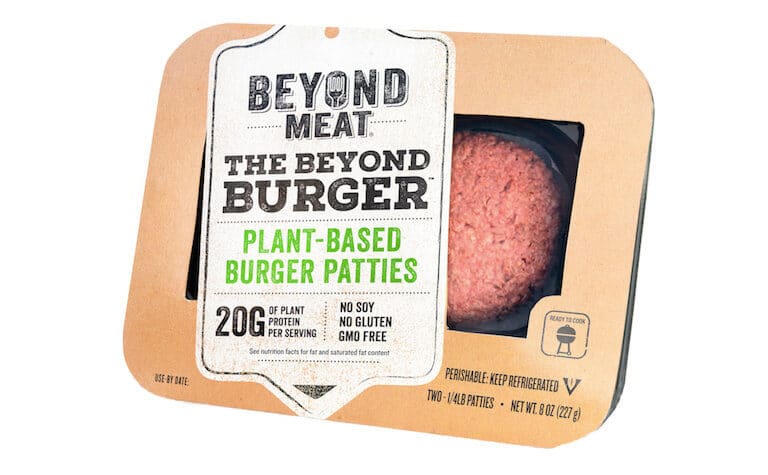 BEYOND
MEAT®
THE BEYOND
BURGER™
PLANT-BASED
BURGER PATTIES
20G OF PLANT
PROTEIN
PER SERVING
NO SOY
NO GLUTEN
GMO FREE
See nutrition facts for fat and saturated fat content
READY TO COOK
USE-BY DATE:
PERISHABLE: KEEP REFRIGERATED V
TWO - 1/4LB PATTIES • NET WT. 8 OZ (227 g)